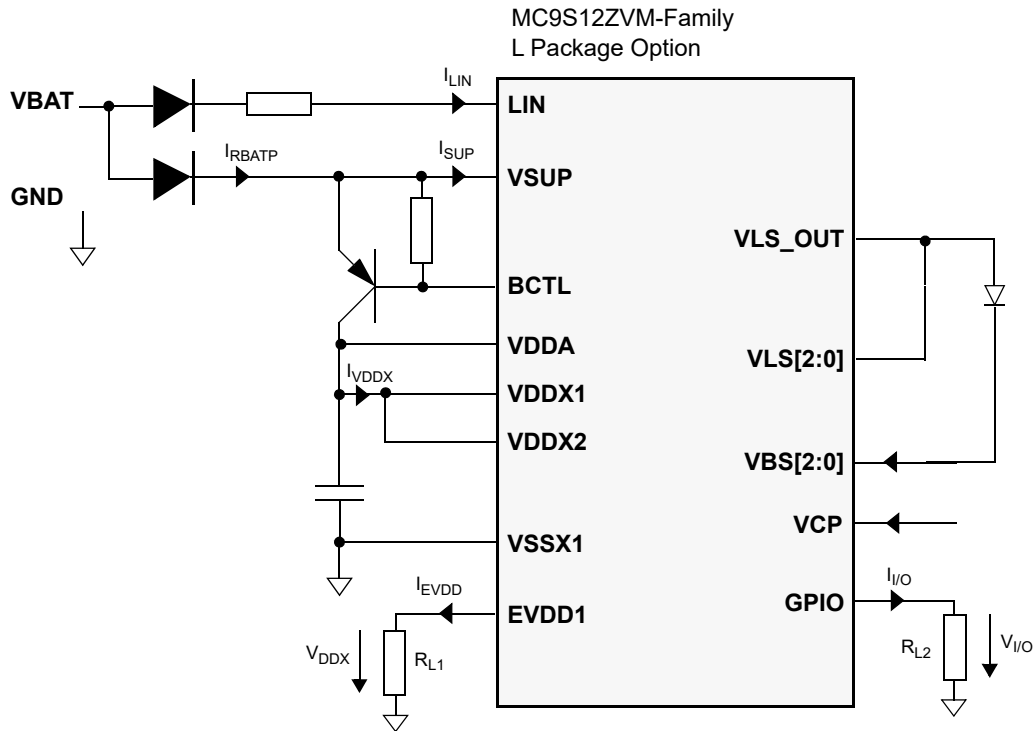 MC9S12ZVM-Family
L Package Option
VBAT
GND
I_LIN
LIN
I_RBATP
I_SUP
VSUP
BCTL
VDDA
I_VDDX
VDDX1
VDDX2
VSSX1
I_EVDD
EVDD1
V_DDX
R_L1
VLS_OUT
VLS[2:0]
VBS[2:0]
VCP
I_I/O
GPIO
R_L2
V_I/O